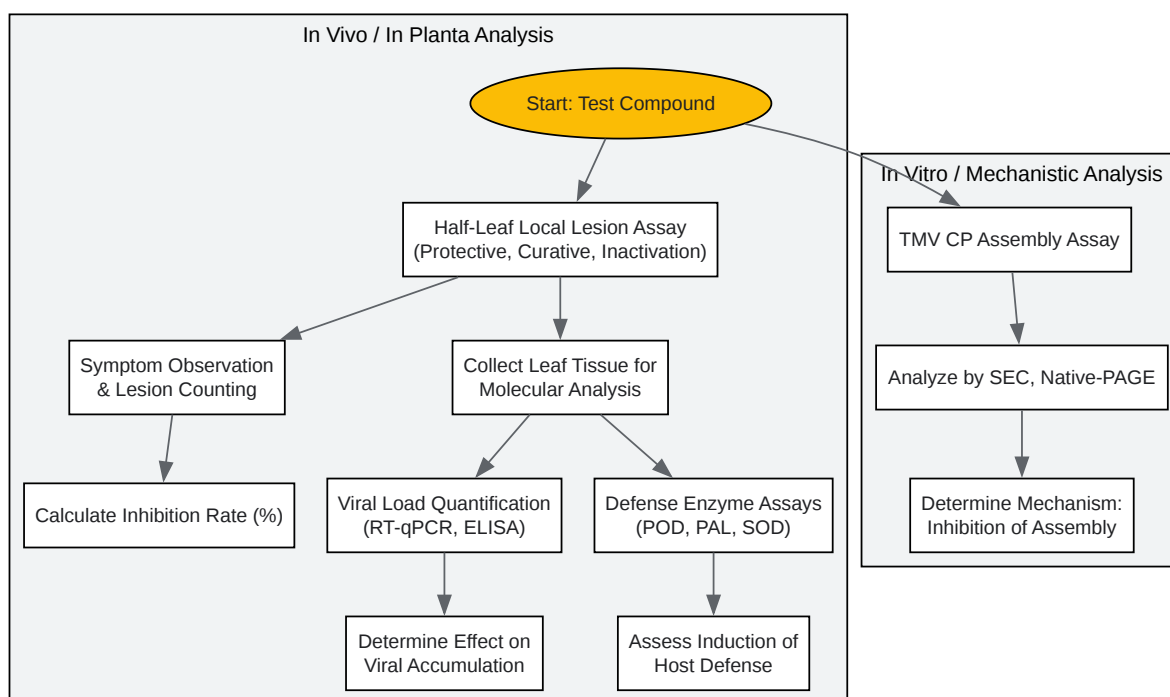 In Vivo / In Planta Analysis
Start: Test Compound
In Vitro / Mechanistic Analysis
Half-Leaf Local Lesion Assay
(Protective, Curative, Inactivation)
TMV CP Assembly Assay
Symptom Observation
& Lesion Counting
Collect Leaf Tissue for
Molecular Analysis
Analyze by SEC, Native-PAGE
Calculate Inhibition Rate (%)
Viral Load Quantification
(RT-qPCR, ELISA)
Defense Enzyme Assays
(POD, PAL, SOD)
Determine Mechanism:
Inhibition of Assembly
Determine Effect on
Viral Accumulation
Assess Induction of
Host Defense